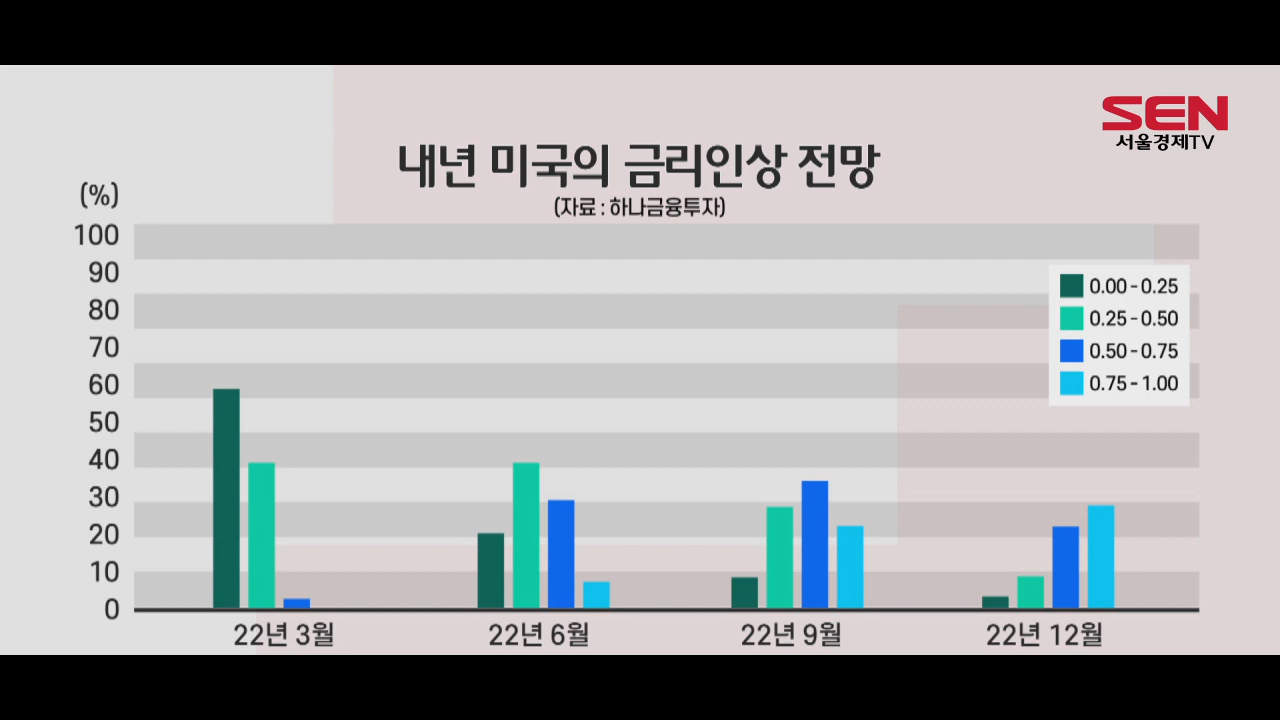 SEN
서울경제TV
내년 미국의 금리인상 전망
(자료 : 하나금융투자)
(%)
100
90
80
70
60
50
40
30
20
10
0
0.00 - 0.25
0.25 - 0.50
0.50 - 0.75
0.75 - 1.00
22년 3월
22년 6월
22년 9월
22년 12월